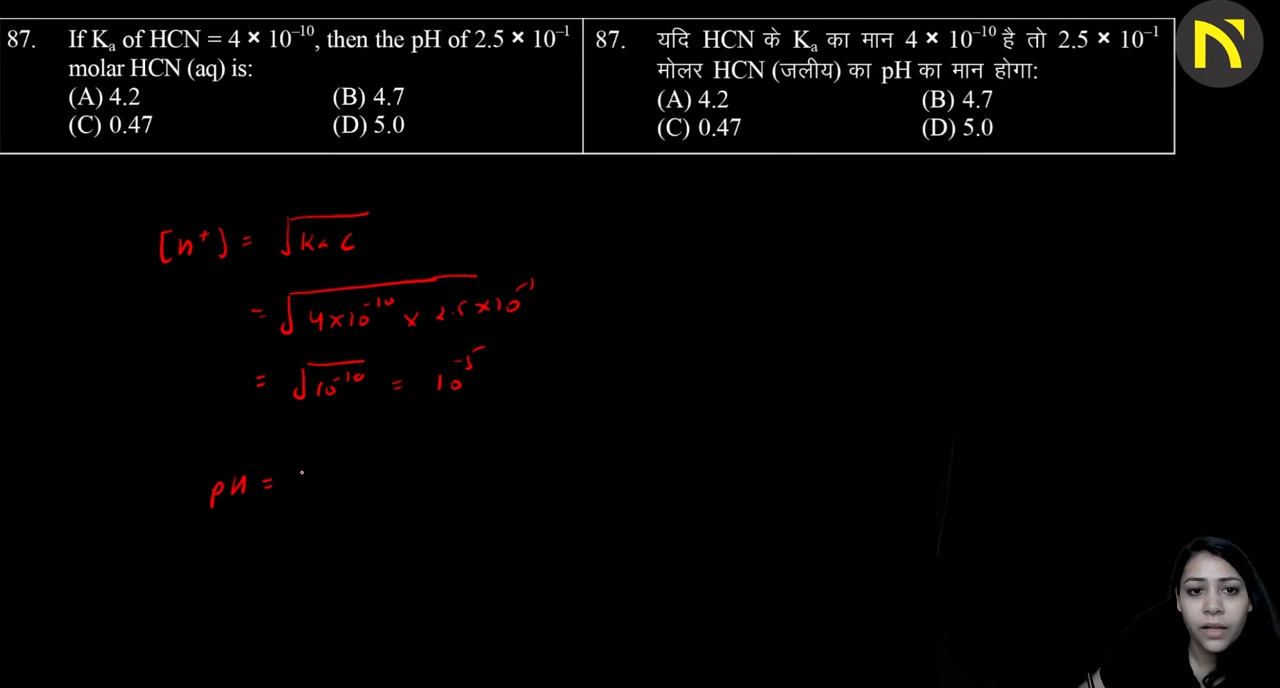 87. If Kₐ of HCN = 4 × 10⁻¹⁰, then the pH of 2.5 × 10⁻¹
molar HCN (aq) is:
(A) 4.2 (B) 4.7
(C) 0.47 (D) 5.0
87. यदि HCN के Kₐ का मान 4 × 10⁻¹⁰ है तो 2.5 × 10⁻¹
मोलर HCN (जलीय) का pH का मान होगा:
(A) 4.2 (B) 4.7
(C) 0.47 (D) 5.0
[H⁺] = √Ka C
= √4×10⁻¹⁰ × 2.5×10⁻¹
= √10⁻¹⁰ = 10⁻⁵
pH =